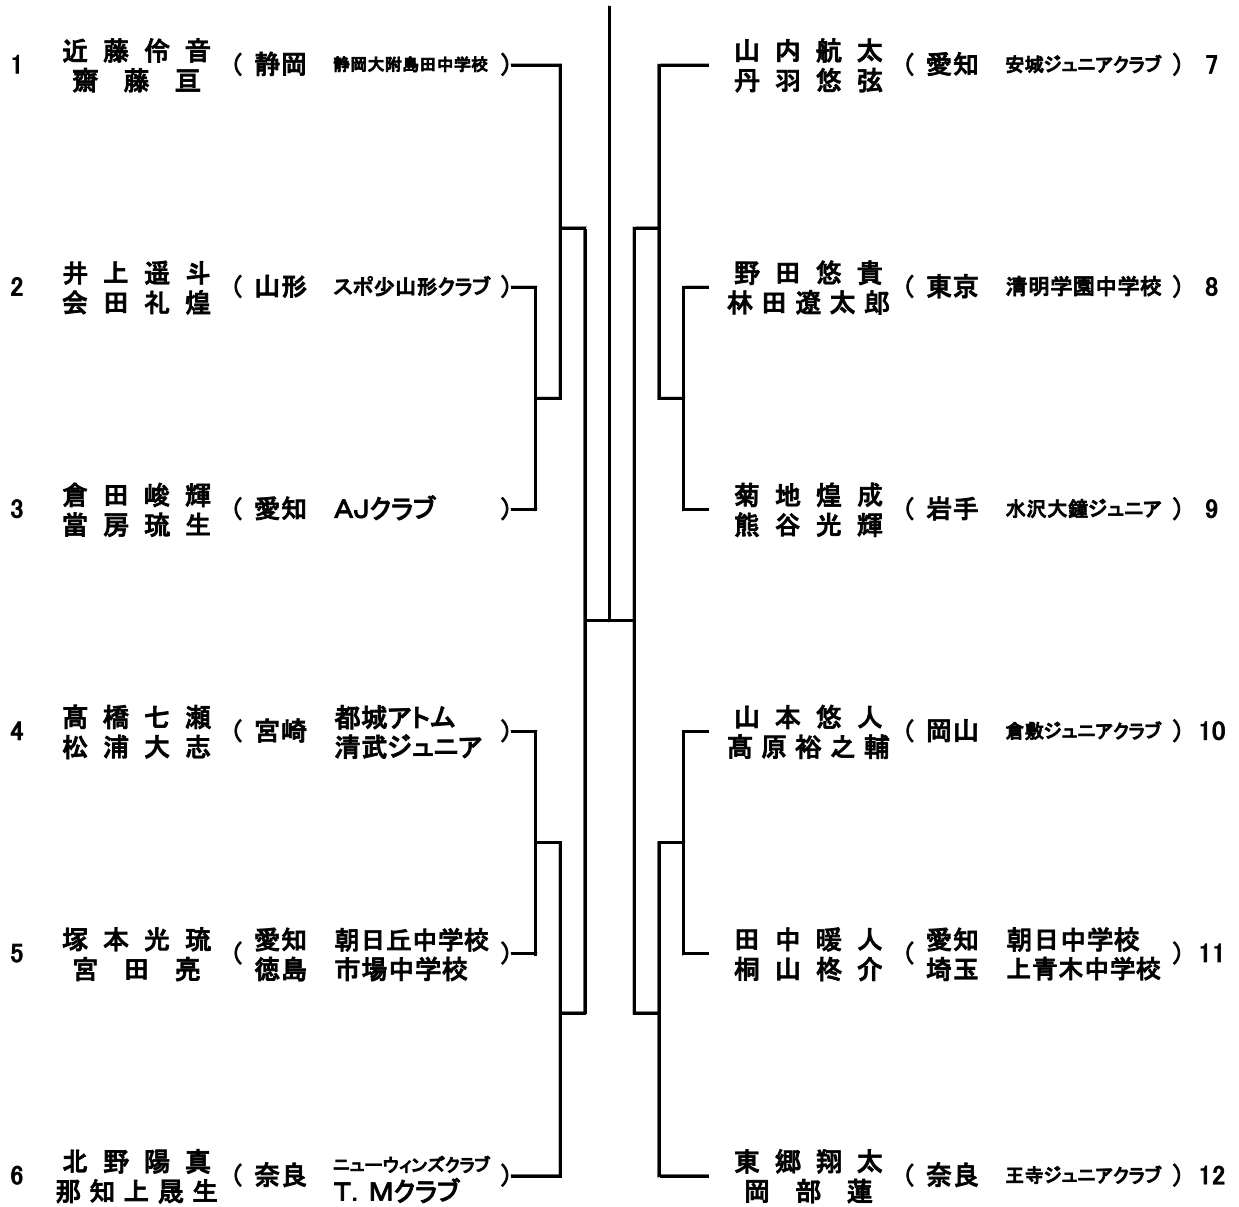 1 近藤伶音 齋藤亘 (静岡 静岡大附島田中学校)
2 井上遥斗 会田礼煌 (山形 スポ少山形クラブ)
3 倉田峻輝 當房琉生 (愛知 AJクラブ)
4 髙橋七瀬 松浦大志 (宮崎 都城アトム 清武ジュニア)
5 塚本光琉 宮田亮 (愛知 徳島 朝日丘中学校 市場中学校)
6 北野陽真 那知上晟生 (奈良 ニューウィンズクラブ T.Mクラブ)
山内航太 丹羽悠弦 (愛知 安城ジュニアクラブ) 7
野田悠貴 林田遼太郎 (東京 清明学園中学校) 8
菊地煌成 熊谷光輝 (岩手 水沢大鐘ジュニア) 9
山本悠人 髙原裕之輔 (岡山 倉敷ジュニアクラブ) 10
田中暖人 桐山柊介 (愛知 埼玉 朝日中学校 上青木中学校) 11
東郷翔太 岡部蓮 (奈良 王寺ジュニアクラブ) 12